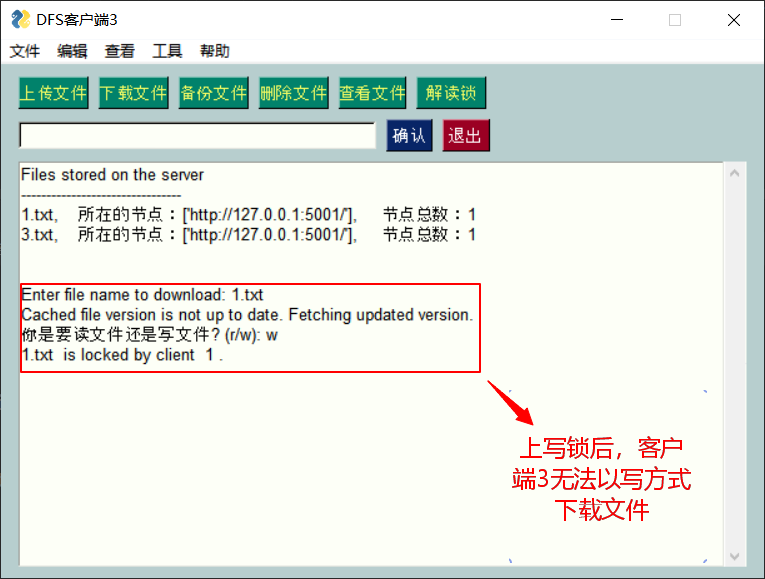 DFS客户端3
文件 编辑 查看 工具 帮助
上传文件 下载文件 备份文件 删除文件 查看文件 解读锁
确认 退出
Files stored on the server
--------------------------------
1.txt, 所在的节点：['http://127.0.0.1:5001/'], 节点总数：1
3.txt, 所在的节点：['http://127.0.0.1:5001/'], 节点总数：1
Enter file name to download: 1.txt
Cached file version is not up to date. Fetching updated version.
你是要读文件还是写文件? (r/w): w
1.txt is locked by client 1 .
上写锁后，客户
端3无法以写方式
下载文件